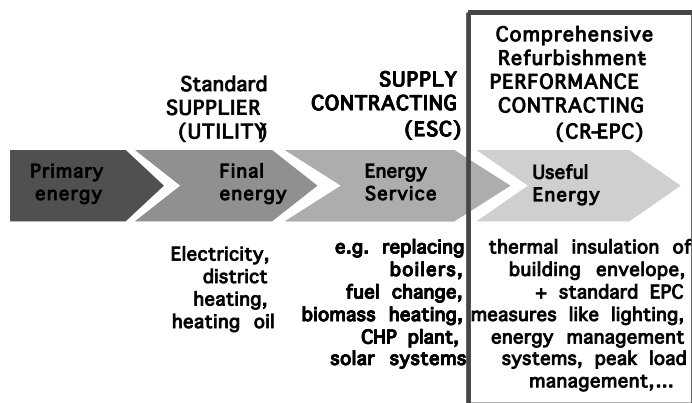 Standard
SUPPLIER
(UTILITY)
SUPPLY
CONTRACTING
(ESC)
Comprehensive
Refurbishment-
PERFORMANCE
CONTRACTING
(CR-EPC)
Primary
energy
Final
energy
Energy
Service
Useful
Energy
Electricity,
district
heating,
heating oil
e.g. replacing
boilers,
fuel change,
biomass heating,
CHP plant,
solar systems
thermal insulation of
building envelope,
+ standard EPC
measures like lighting,
energy management
systems, peak load
management,...